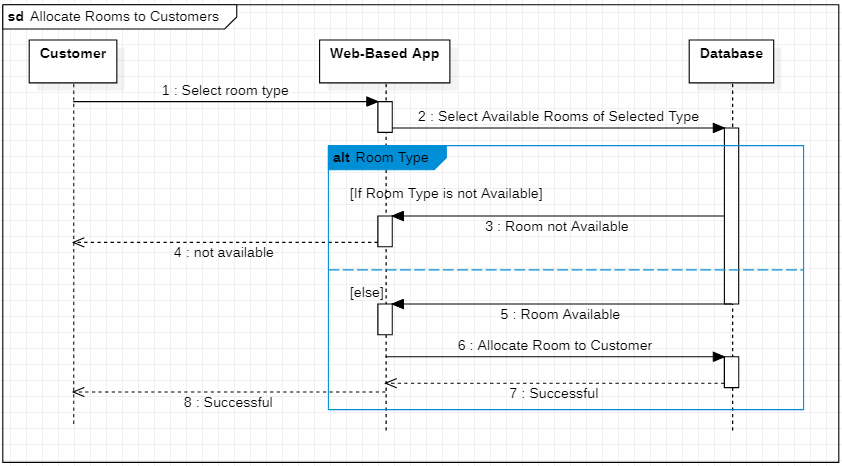 sd Allocate Rooms to Customers
Customer
Web-Based App
Database
1 : Select room type
2 : Select Available Rooms of Selected Type
alt Room Type
[If Room Type is not Available]
3 : Room not Available
4 : not available
[else]
5 : Room Available
6 : Allocate Room to Customer
7 : Successful
8 : Successful